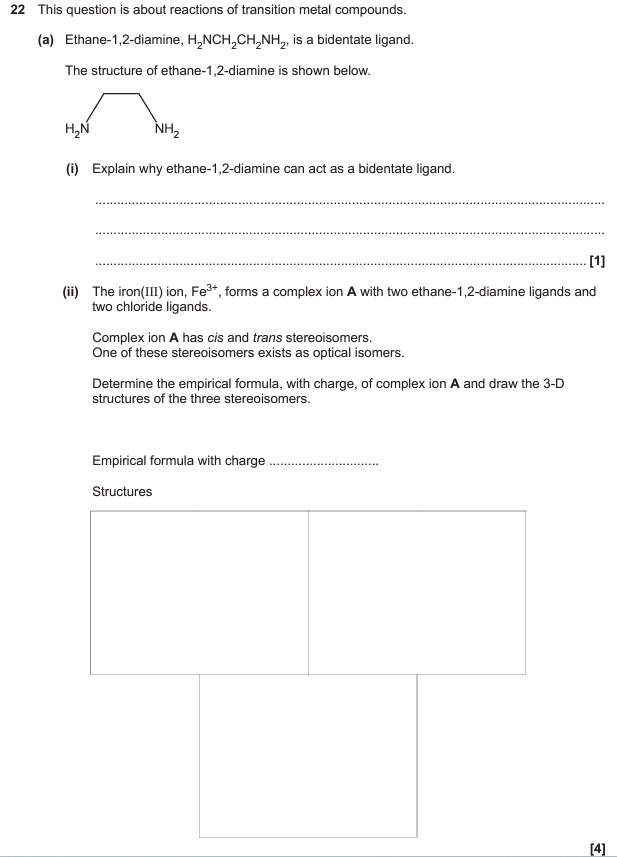 22 This question is about reactions of transition metal compounds.
(a) Ethane-1,2-diamine, H₂NCH₂CH₂NH₂, is a bidentate ligand.
The structure of ethane-1,2-diamine is shown below.
H₂N NH₂
(i) Explain why ethane-1,2-diamine can act as a bidentate ligand.
..........................................................................................................................................
..........................................................................................................................................
..................................................................................................................................... [1]
(ii) The iron(III) ion, Fe³⁺, forms a complex ion A with two ethane-1,2-diamine ligands and
two chloride ligands.
Complex ion A has cis and trans stereoisomers.
One of these stereoisomers exists as optical isomers.
Determine the empirical formula, with charge, of complex ion A and draw the 3-D
structures of the three stereoisomers.
Empirical formula with charge ..............................
Structures
[4]